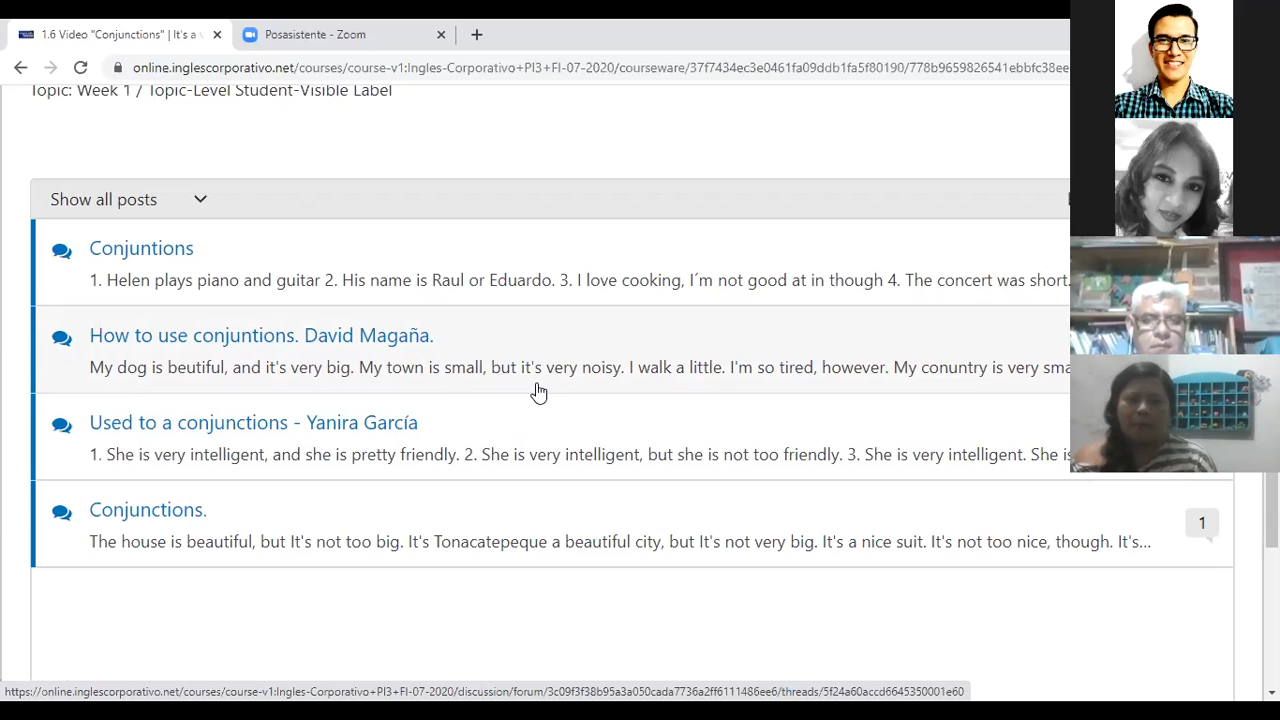 1.6 Video "Conjunctions" | It's a v
Posasistente - Zoom
online.inglescorporativo.net/courses/course-v1:Ingles-Corporativo+PI3+FI-07-2020/courseware/37f7434ec3e0461fa09ddb1fa5f80190/778b9659826541ebbfc38ee
Topic: Week 1 / Topic-Level Student-Visible Label
Show all posts
Conjuntions
1. Helen plays piano and guitar 2. His name is Raul or Eduardo. 3. I love cooking, I´m not good at in though 4. The concert was short.
How to use conjuntions. David Magaña.
My dog is beutiful, and it's very big. My town is small, but it's very noisy. I walk a little. I'm so tired, however. My conuntry is very sma
Used to a conjunctions - Yanira García
1. She is very intelligent, and she is pretty friendly. 2. She is very intelligent, but she is not too friendly. 3. She is very intelligent. She is
Conjunctions.
1
The house is beautiful, but It's not too big. It's Tonacatepeque a beautiful city, but It's not very big. It's a nice suit. It's not too nice, though. It's...
https://online.inglescorporativo.net/courses/course-v1:Ingles-Corporativo+PI3+FI-07-2020/discussion/forum/3c09f3f38b95a3a050cada7736a2ff6111486ee6/threads/5f24a60accd6645350001e60